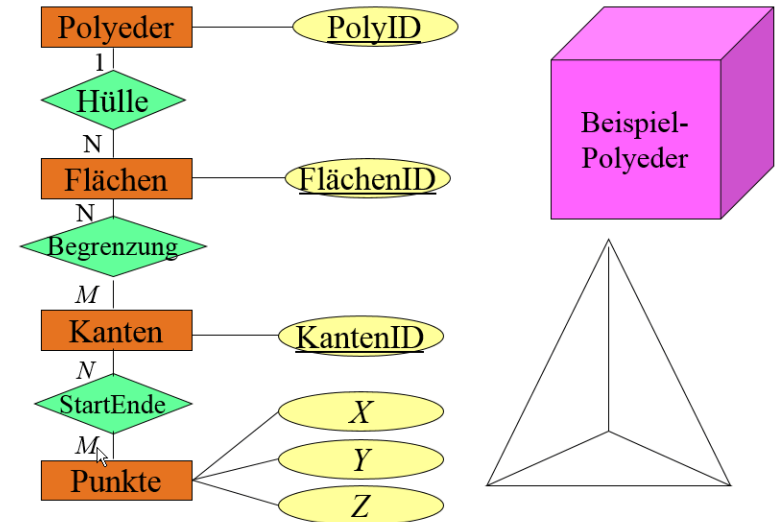 Polyeder
PolyID
1
Hülle
N
Flächen
FlächenID
N
Begrenzung
M
Kanten
KantenID
N
StartEnde
M
Punkte
X
Y
Z
Beispiel-
Polyeder